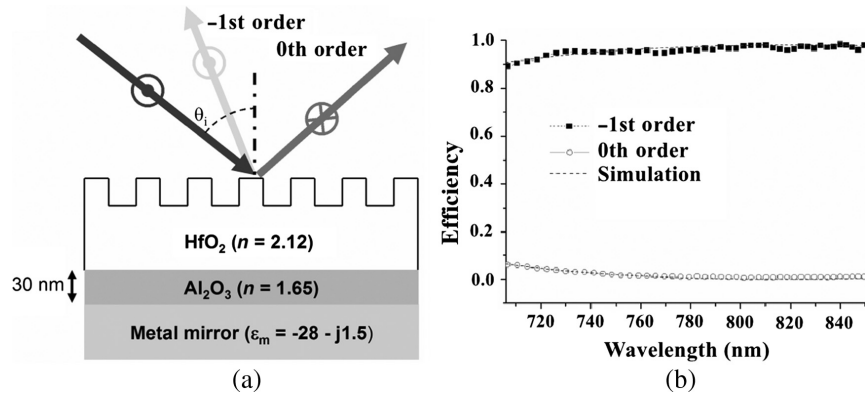 –1st order
0th order
θi
HfO2 (n = 2.12)
30 nm
Al2O3 (n = 1.65)
Metal mirror (εm = -28 - j1.5)
(a)
1.0
0.8
0.6
0.4
0.2
0.0
Efficiency
–1st order
0th order
Simulation
720 740 760 780 800 820 840
Wavelength (nm)
(b)